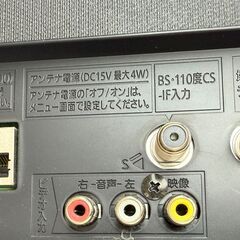 アンテナ電源(DC15V 最大4W)
アンテナ電源の「オフ/オン」は、
メニュー画面で設定してください。
BS・110度CS
-IF入力
右-音声-左
映像